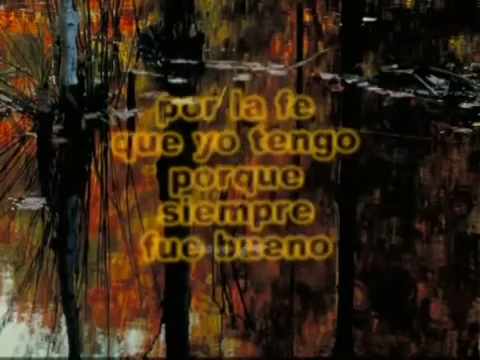 por la fe
que yo tengo
porque
siempre
fue bueno